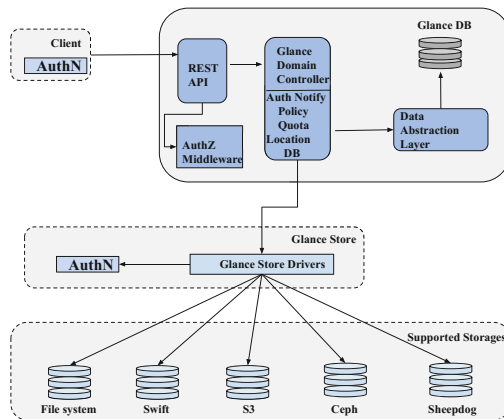 Client
AuthN
REST
API
AuthZ
Middleware
Glance
Domain
Controller
Auth Notify
Policy
Quota
Location
DB
Glance DB
Data
Abstraction
Layer
Glance Store
AuthN
Glance Store Drivers
Supported Storages
File system
Swift
S3
Ceph
Sheepdog